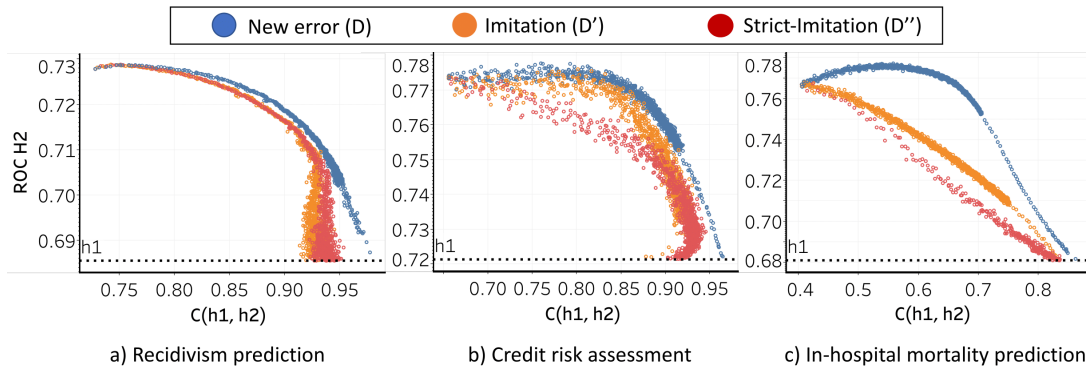 New error (D) Imitation (D′) Strict-Imitation (D′′)
ROC H2
0.73
0.72
0.71
0.70
0.69
h1
0.75 0.80 0.85 0.90 0.95
C(h1, h2)
a) Recidivism prediction
0.78
0.77
0.76
0.75
0.74
0.73
0.72
h1
0.70 0.75 0.80 0.85 0.90 0.95
C(h1, h2)
b) Credit risk assessment
0.78
0.76
0.74
0.72
0.70
0.68
h1
0.4 0.5 0.6 0.7 0.8
C(h1, h2)
c) In-hospital mortality prediction